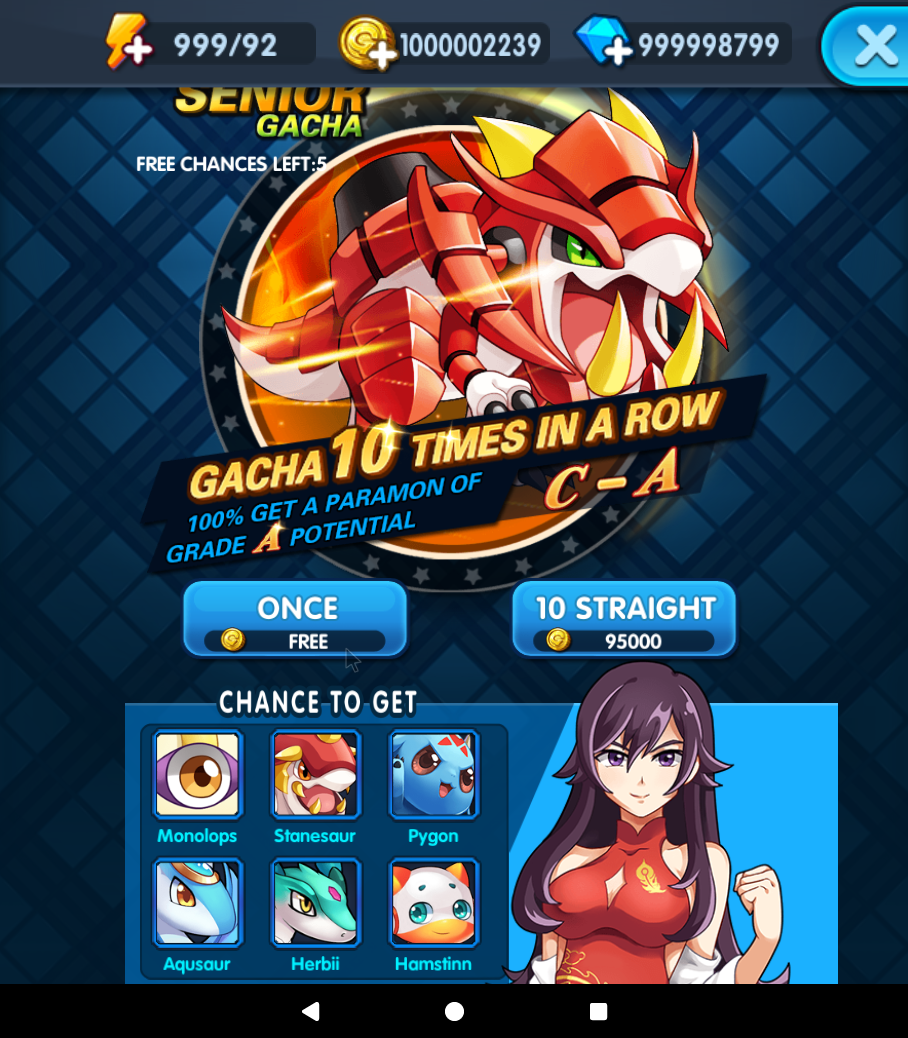 999/92
1000002239
999998799
SENIOR
GACHA
FREE CHANCES LEFT:5
GACHA 10 TIMES IN A ROW
100% GET A PARAMON OF
GRADE A POTENTIAL
C - A
ONCE
FREE
10 STRAIGHT
95000
CHANCE TO GET
Monolops
Stanesaur
Pygon
Aqusaur
Herbii
Hamstinn